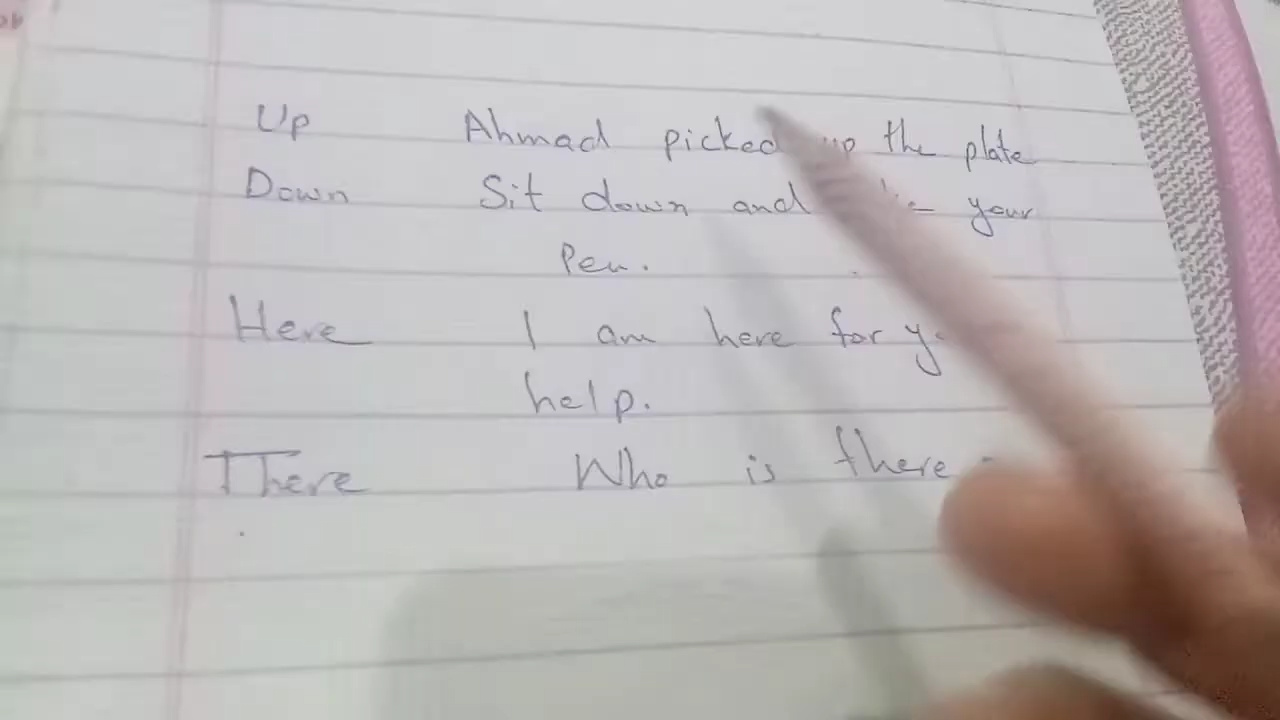 Up Ahmad picked up the plate
Down Sit down and your
Pen.
Here I am here for
help.
There Who is there